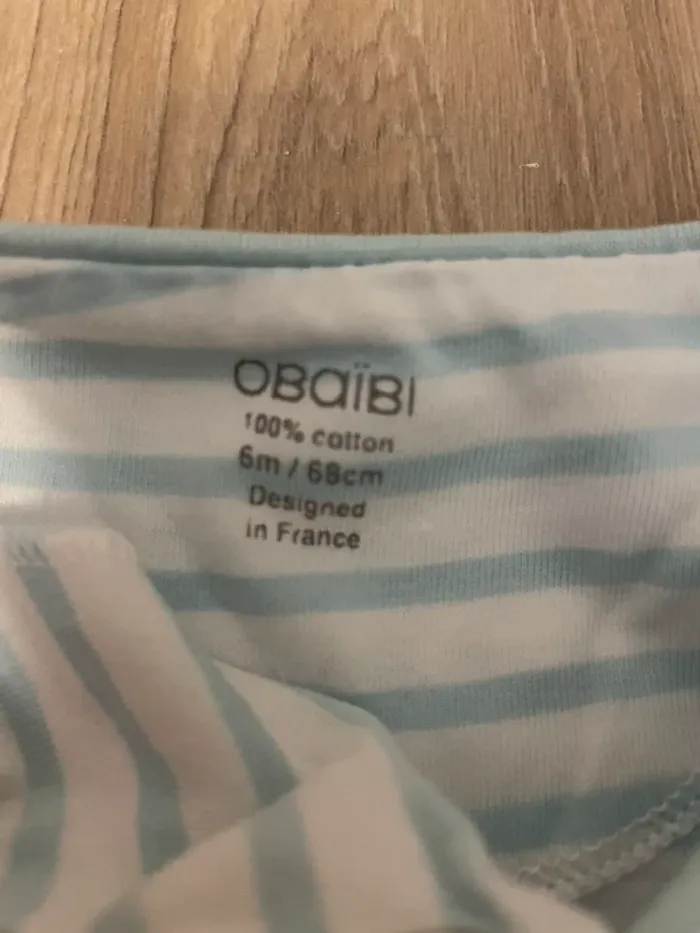 OBaïBI
100% cotton
6m / 68cm
Designed
in France